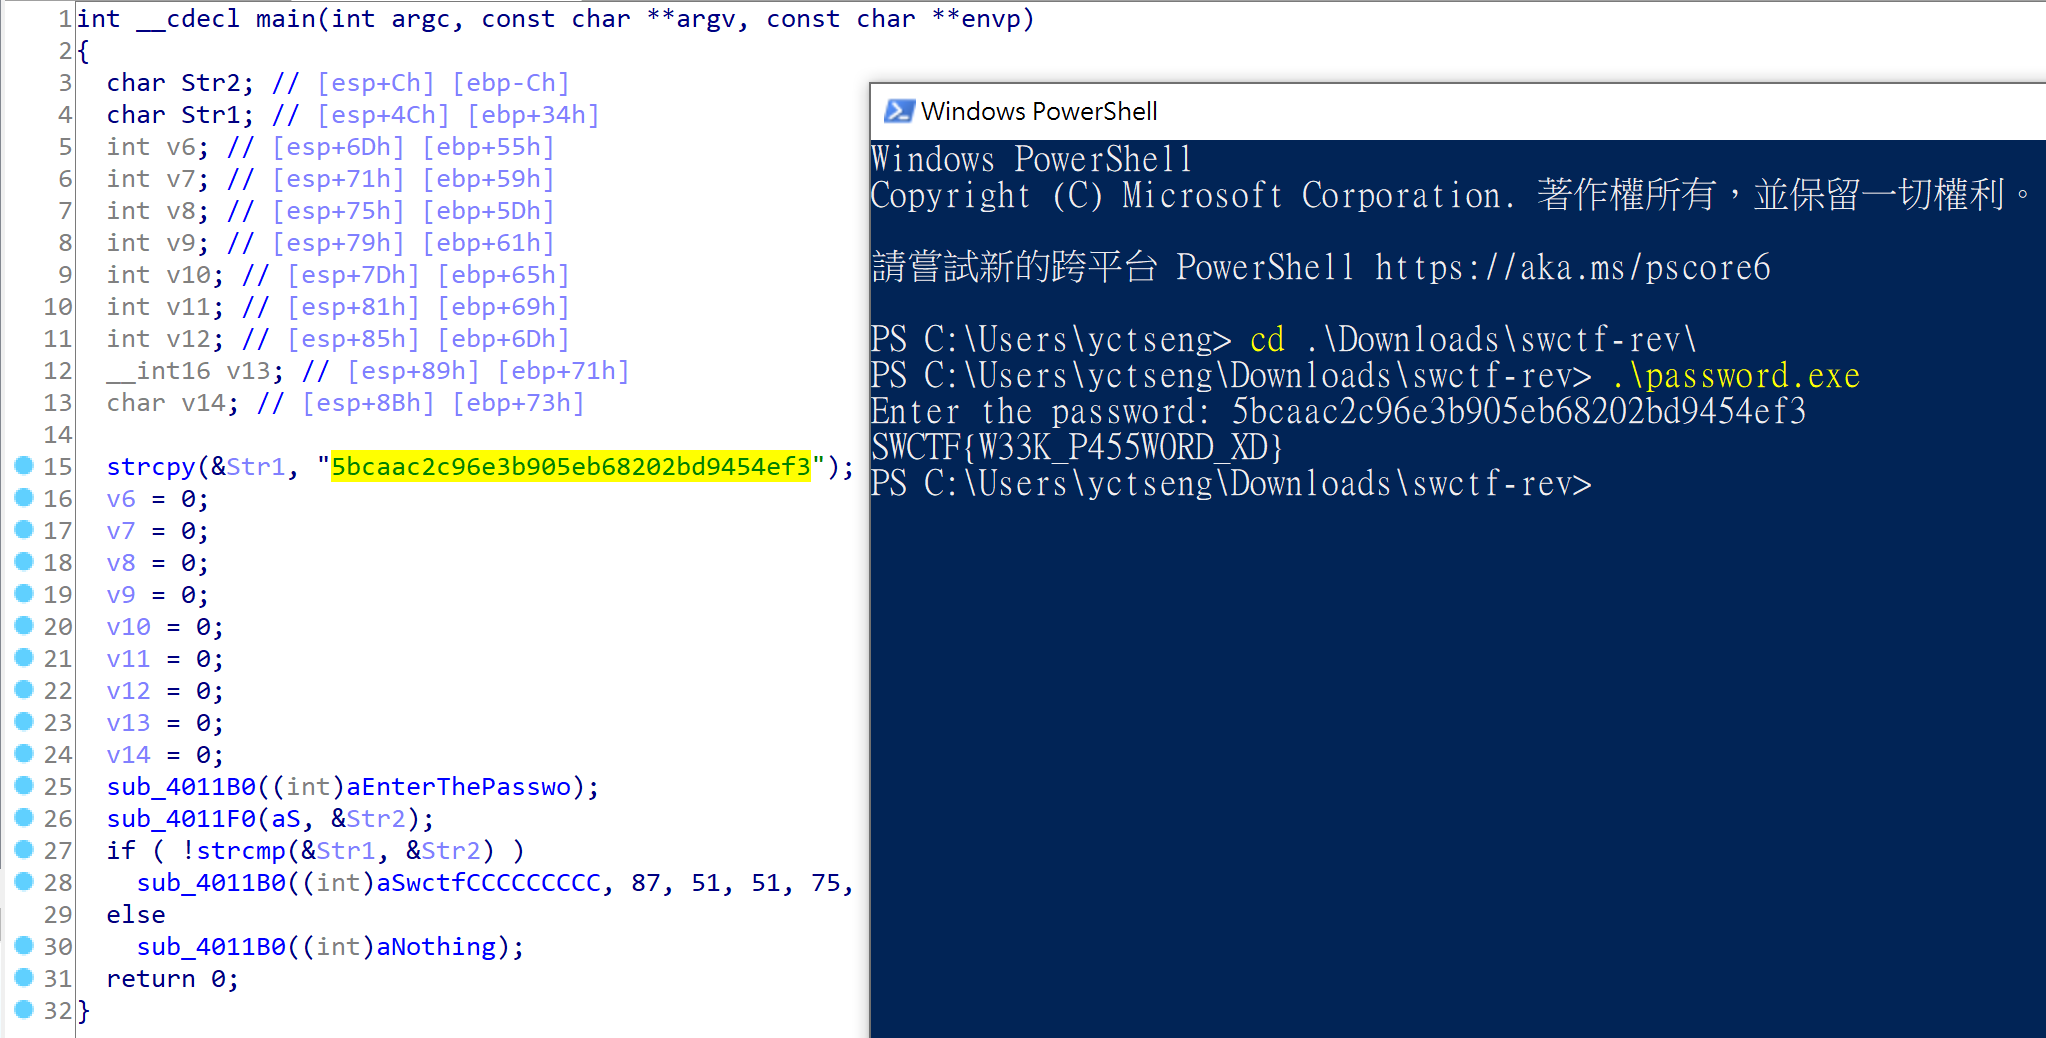 1 int __cdecl main(int argc, const char **argv, const char **envp)
2 {
3   char Str2; // [esp+Ch] [ebp-Ch]
4   char Str1; // [esp+4Ch] [ebp+34h]
5   int v6; // [esp+6Dh] [ebp+55h]
6   int v7; // [esp+71h] [ebp+59h]
7   int v8; // [esp+75h] [ebp+5Dh]
8   int v9; // [esp+79h] [ebp+61h]
9   int v10; // [esp+7Dh] [ebp+65h]
10   int v11; // [esp+81h] [ebp+69h]
11   int v12; // [esp+85h] [ebp+6Dh]
12   __int16 v13; // [esp+89h] [ebp+71h]
13   char v14; // [esp+8Bh] [ebp+73h]
14
15   strcpy(&Str1, "5bcaac2c96e3b905eb68202bd9454ef3");
16   v6 = 0;
17   v7 = 0;
18   v8 = 0;
19   v9 = 0;
20   v10 = 0;
21   v11 = 0;
22   v12 = 0;
23   v13 = 0;
24   v14 = 0;
25   sub_4011B0((int)aEnterThePasswo);
26   sub_4011F0(aS, &Str2);
27   if ( !strcmp(&Str1, &Str2) )
28     sub_4011B0((int)aSwctfCCCCCCCCC, 87, 51, 51, 75,
29   else
30     sub_4011B0((int)aNothing);
31   return 0;
32 }
Windows PowerShell
Windows PowerShell
Copyright (C) Microsoft Corporation. 著作權所有，並保留一切權利。
請嘗試新的跨平台 PowerShell https://aka.ms/pscore6
PS C:\Users\yctseng> cd .\Downloads\swctf-rev\
PS C:\Users\yctseng\Downloads\swctf-rev> .\password.exe
Enter the password: 5bcaac2c96e3b905eb68202bd9454ef3
SWCTF{W33K_P455WORD_XD}
PS C:\Users\yctseng\Downloads\swctf-rev>